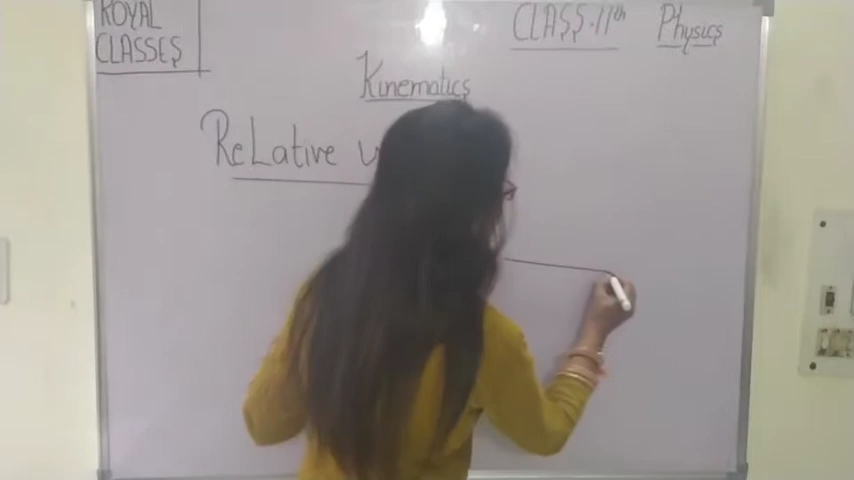 ROYAL
CLASSES
CLASS-11th Physics
Kinematics
ReLative